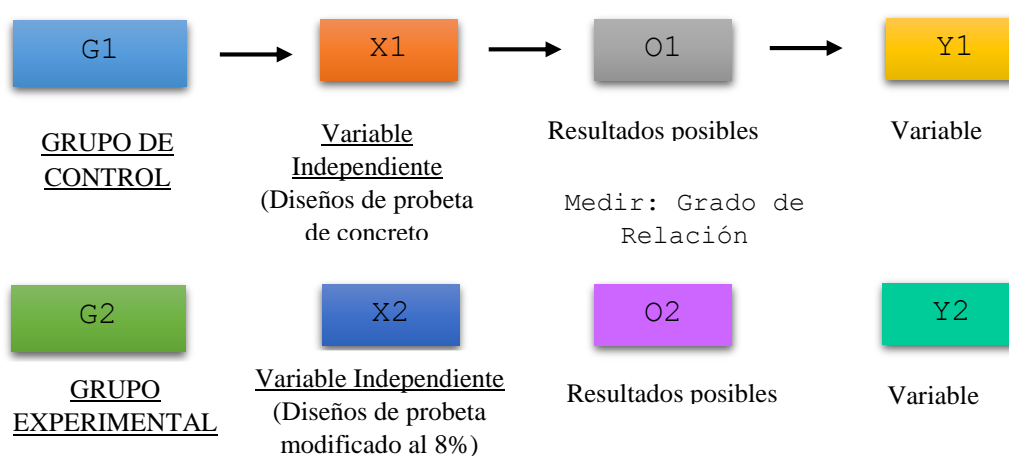 G1 X1 O1 Y1
GRUPO DE
CONTROL
Variable
Independiente
(Diseños de probeta
de concreto
Resultados posibles
Medir: Grado de
Relación
Variable
G2 X2 O2 Y2
GRUPO
EXPERIMENTAL
Variable Independiente
(Diseños de probeta
modificado al 8%)
Resultados posibles
Variable